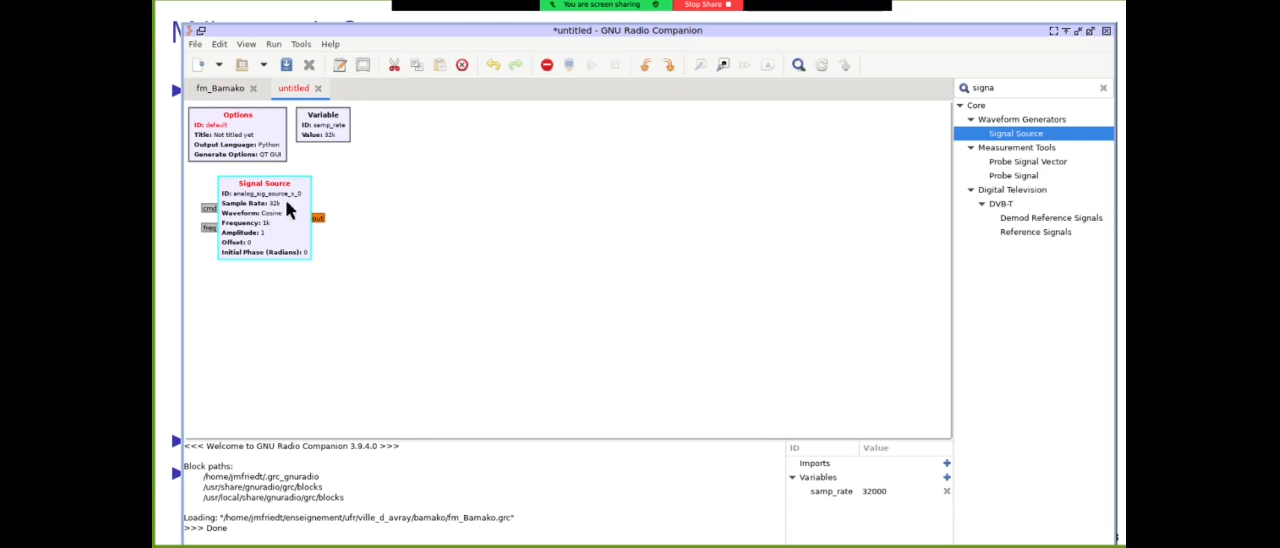 You are screen sharing
Stop Share
*untitled - GNU Radio Companion
File Edit View Run Tools Help
fm_Bamako
untitled
signa
Options
ID: default
Title: Not titled yet
Output Language: Python
Generate Options: QT GUI
Variable
ID: samp_rate
Value: 32k
Signal Source
ID: analog_sig_source_x_0
Sample Rate: 32k
Waveform: Cosine
Frequency: 1k
Amplitude: 1
Offset: 0
Initial Phase (Radians): 0
cmd
freq
out
Core
Waveform Generators
Signal Source
Measurement Tools
Probe Signal Vector
Probe Signal
Digital Television
DVB-T
Demod Reference Signals
Reference Signals
<<< Welcome to GNU Radio Companion 3.9.4.0 >>>
Block paths:
/home/jmfriedt/.grc_gnuradio
/usr/share/gnuradio/grc/blocks
/usr/local/share/gnuradio/grc/blocks
Loading: "/home/jmfriedt/enseignement/ufr/ville_d_avray/bamako/fm_Bamako.grc"
>>> Done
ID Value
Imports
Variables
samp_rate 32000